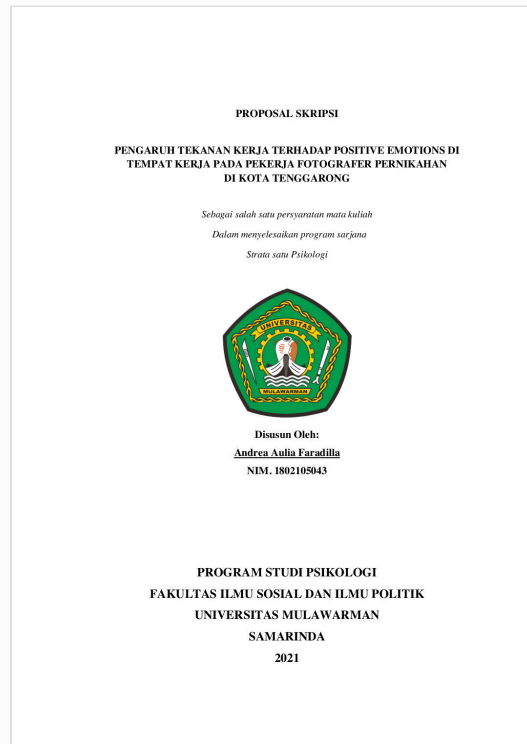 PROPOSAL SKRIPSI
PENGARUH TEKANAN KERJA TERHADAP POSITIVE EMOTIONS DI
TEMPAT KERJA PADA PEKERJA FOTOGRAFER PERNIKAHAN
DI KOTA TENGGARONG
Sebagai salah satu persyaratan mata kuliah
Dalam menyelesaikan program sarjana
Strata satu Psikologi
UNIVERSITAS
MULAWARMAN
Disusun Oleh:
Andrea Aulia Faradilla
NIM. 1802105043
PROGRAM STUDI PSIKOLOGI
FAKULTAS ILMU SOSIAL DAN ILMU POLITIK
UNIVERSITAS MULAWARMAN
SAMARINDA
2021